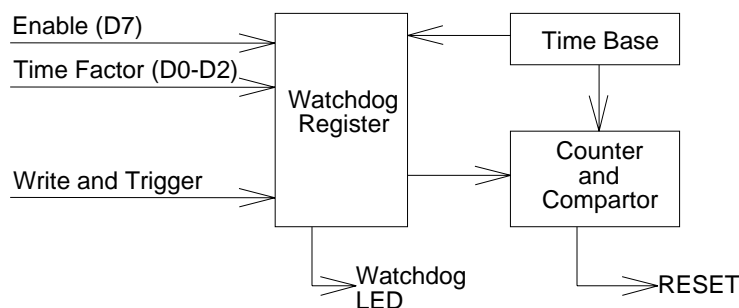 Enable (D7)
Time Factor (D0-D2)
Write and Trigger
Watchdog
Register
Time Base
Counter
and
Compartor
Watchdog
LED
RESET